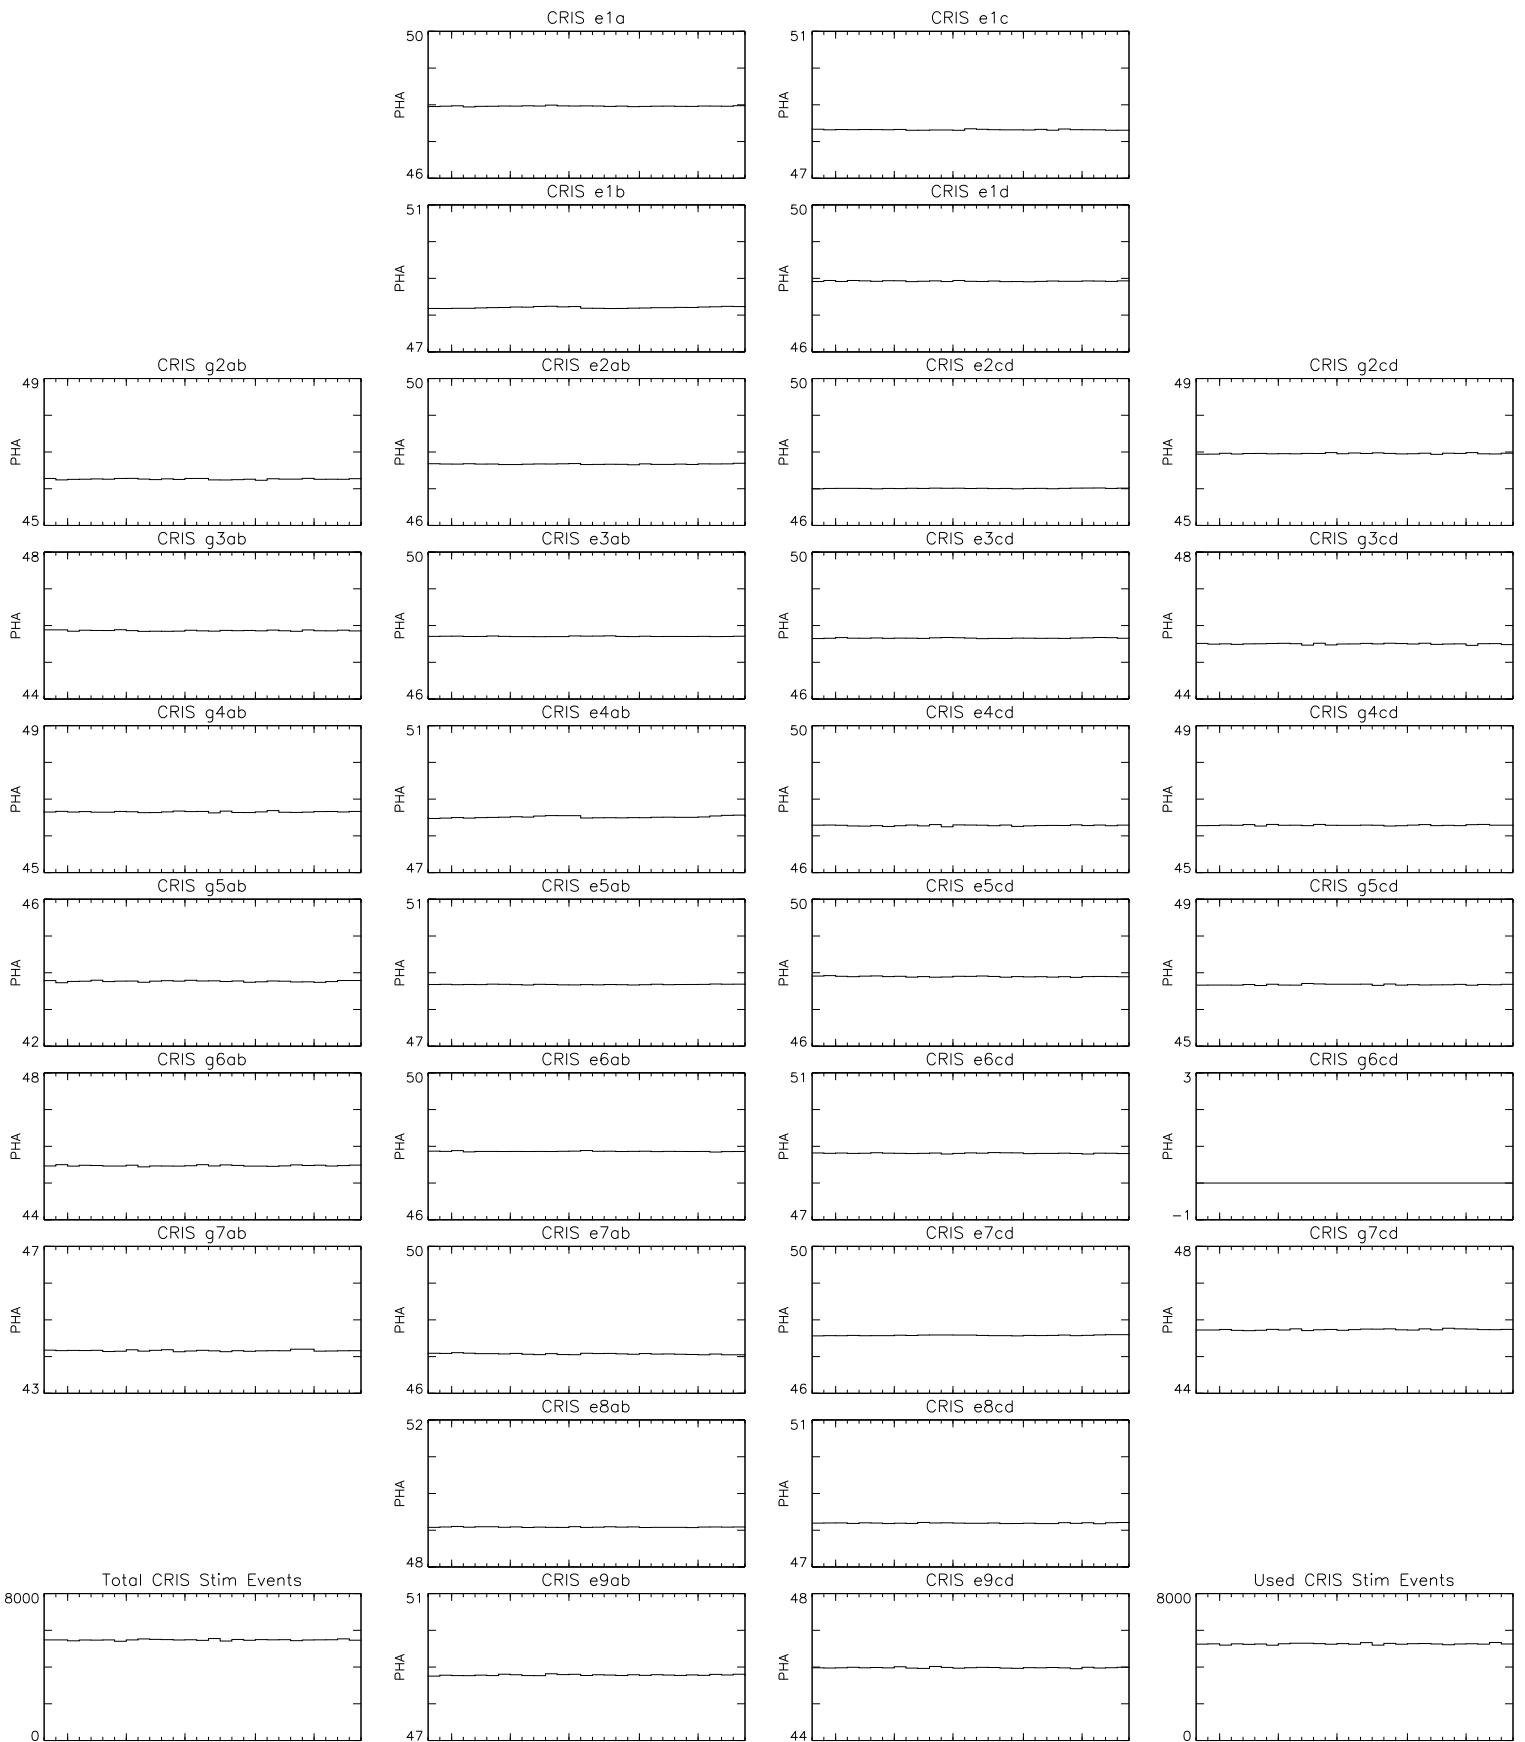 CRIS e1a
50
PHA
46
CRIS e1c
51
PHA
47
CRIS e1b
51
PHA
47
CRIS e1d
50
PHA
46
CRIS g2ab
49
PHA
45
CRIS e2ab
50
PHA
46
CRIS e2cd
50
PHA
46
CRIS g2cd
49
PHA
45
CRIS g3ab
48
PHA
44
CRIS e3ab
50
PHA
46
CRIS e3cd
50
PHA
46
CRIS g3cd
48
PHA
44
CRIS g4ab
49
PHA
45
CRIS e4ab
51
PHA
47
CRIS e4cd
50
PHA
46
CRIS g4cd
49
PHA
45
CRIS g5ab
46
PHA
42
CRIS e5ab
51
PHA
47
CRIS e5cd
50
PHA
46
CRIS g5cd
49
PHA
45
CRIS g6ab
48
PHA
44
CRIS e6ab
50
PHA
46
CRIS e6cd
51
PHA
47
CRIS g6cd
3
PHA
-1
CRIS g7ab
47
PHA
43
CRIS e7ab
50
PHA
46
CRIS e7cd
50
PHA
46
CRIS g7cd
48
PHA
44
CRIS e8ab
52
PHA
48
CRIS e8cd
51
PHA
47
Total CRIS Stim Events
8000
0
CRIS e9ab
51
PHA
47
CRIS e9cd
48
PHA
44
Used CRIS Stim Events
8000
0